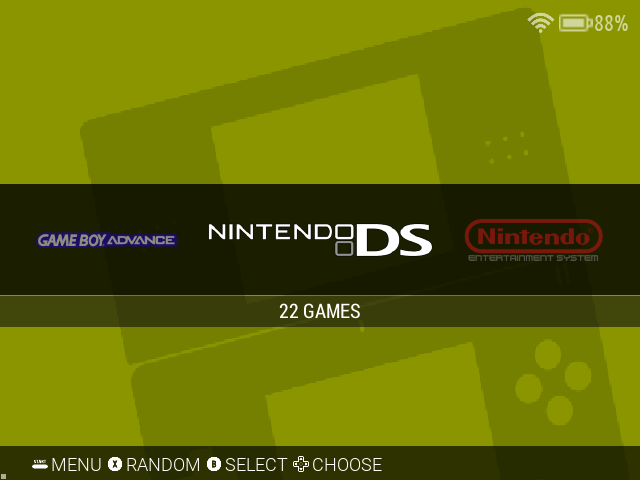 88%
GAME BOY ADVANCE NINTENDO DS Nintendo
ENTERTAINMENT SYSTEM
22 GAMES
START MENU X RANDOM B SELECT CHOOSE